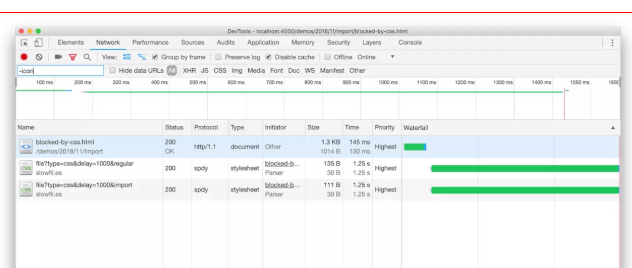 DevTools - localhost:4000/demos/2018/11/import/blocked-by-css.html
Elements Network Performance Sources Audits Application Memory Security Layers Console
View: Group by frame Preserve log Disable cache Offline Online
-icon Hide data URLs All XHR JS CSS Img Media Font Doc WS Manifest Other
100 ms 200 ms 300 ms 400 ms 500 ms 600 ms 700 ms 800 ms 900 ms 1000 ms 1100 ms 1200 ms 1300 ms 1400 ms 1500 ms 1600
Name Status Protocol Type Initiator Size Time Priority Waterfall
blocked-by-css.html 200 http/1.1 document Other 1.3 KB 145 ms Highest
/demos/2018/11/import OK 1014 B 130 ms
file?type=css&delay=1000&regular 200 spdy stylesheet blocked-b... 135 B 1.25 s Highest
slowfil.es Parser 30 B 1.25 s
file?type=css&delay=1000&import 200 spdy stylesheet blocked-b... 111 B 1.25 s Highest
slowfil.es Parser 30 B 1.25 s